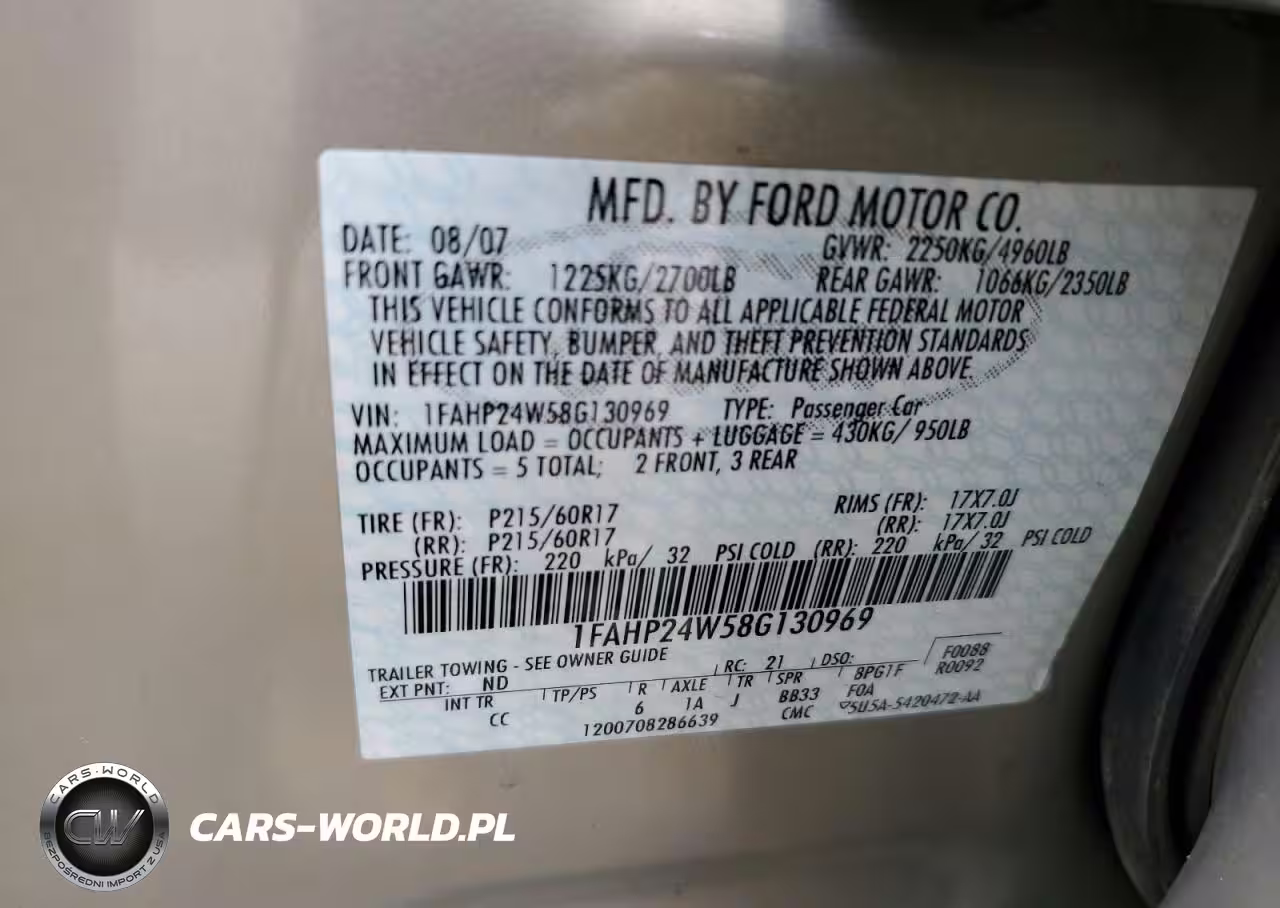 MFD. BY FORD MOTOR CO.
DATE: 08/07 GVWR: 2250KG/4960LB
FRONT GAWR: 1225KG/2700LB REAR GAWR: 1066KG/2350LB
THIS VEHICLE CONFORMS TO ALL APPLICABLE FEDERAL MOTOR
VEHICLE SAFETY, BUMPER, AND THEFT PREVENTION STANDARDS
IN EFFECT ON THE DATE OF MANUFACTURE SHOWN ABOVE.
VIN: 1FAHP24W58G130969 TYPE: Passenger Car
MAXIMUM LOAD = OCCUPANTS + LUGGAGE = 430KG/ 950LB
OCCUPANTS = 5 TOTAL; 2 FRONT, 3 REAR
TIRE (FR): P215/60R17 RIMS (FR): 17X7.0J
(RR): P215/60R17 (RR): 17X7.0J
PRESSURE (FR): 220 kPa/ 32 PSI COLD (RR): 220 kPa/ 32 PSI COLD
1FAHP24W58G130969
TRAILER TOWING - SEE OWNER GUIDE F0088
EXT PNT: ND RC: 21 DSO: R0092
INT TR TP/PS R AXLE TR SPR BPG1F
CC 6 1A J BB33 F0A
1200708286639 CMC 5U5A-5420472-AA
CARS-WORLD
CW
BEZPOŚREDNI IMPORT Z USA
CARS-WORLD.PL